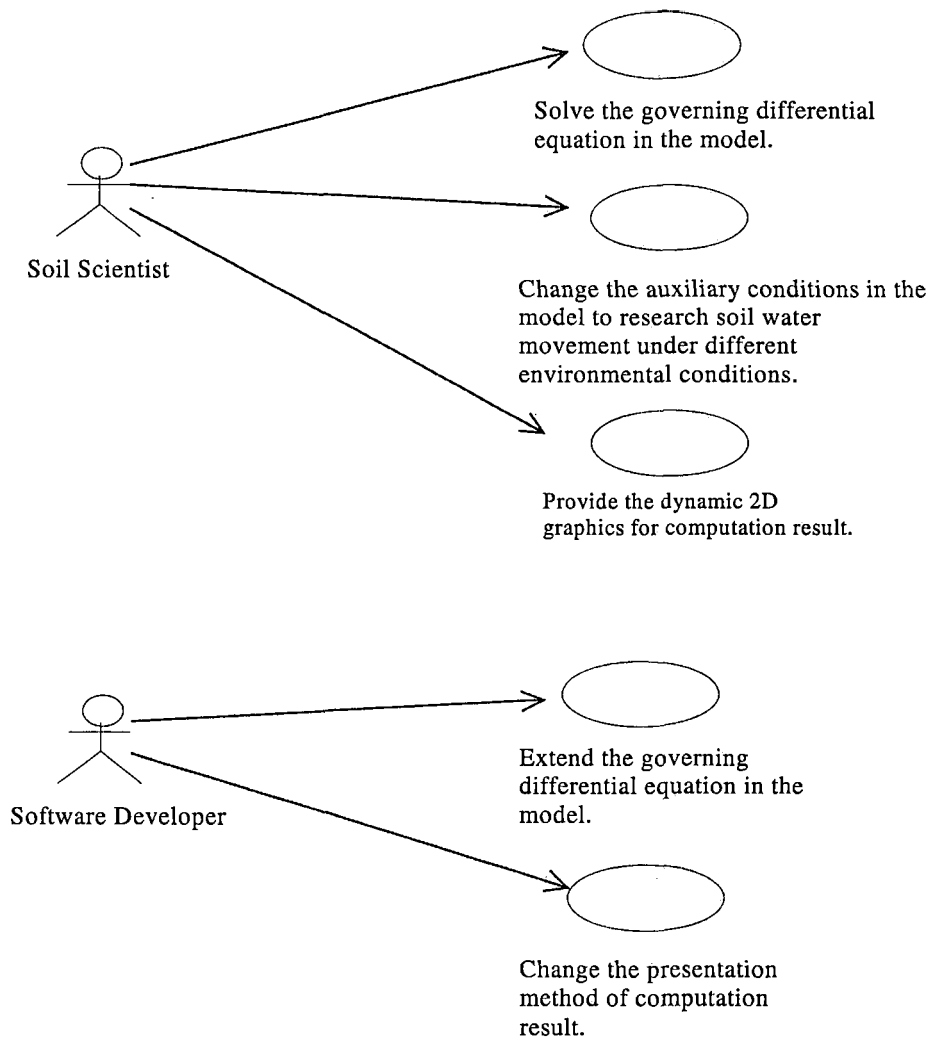 Solve the governing differential
equation in the model.
Soil Scientist
Change the auxiliary conditions in the
model to research soil water
movement under different
environmental conditions.
Provide the dynamic 2D
graphics for computation result.
Extend the governing
differential equation in the
model.
Software Developer
Change the presentation
method of computation
result.